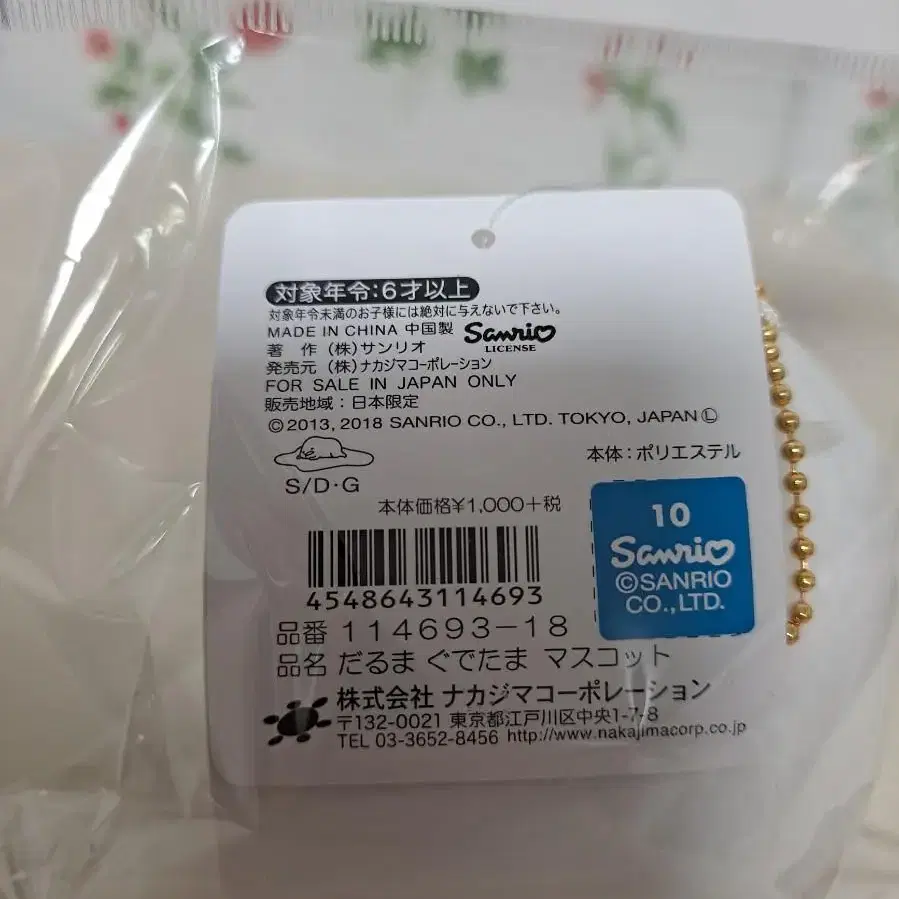 対象年令:6才以上
対象年令未満のお子様には絶対に与えないで下さい。
MADE IN CHINA 中国製
Sanrio
LICENSE
著 作 (株)サンリオ
発売元 (株)ナカジマコーポレーション
FOR SALE IN JAPAN ONLY
販売地域:日本限定
©2013, 2018 SANRIO CO., LTD. TOKYO, JAPAN Ⓛ
S/D・G
本体:ポリエステル
本体価格¥1,000+税
4548643114693
10
Sanrio
©SANRIO
CO.,LTD.
品番 114693-18
品名 だるま ぐでたま マスコット
株式会社 ナカジマコーポレーション
〒132-0021 東京都江戸川区中央1-7-8
TEL 03-3652-8456 http://www.nakajimacorp.co.jp